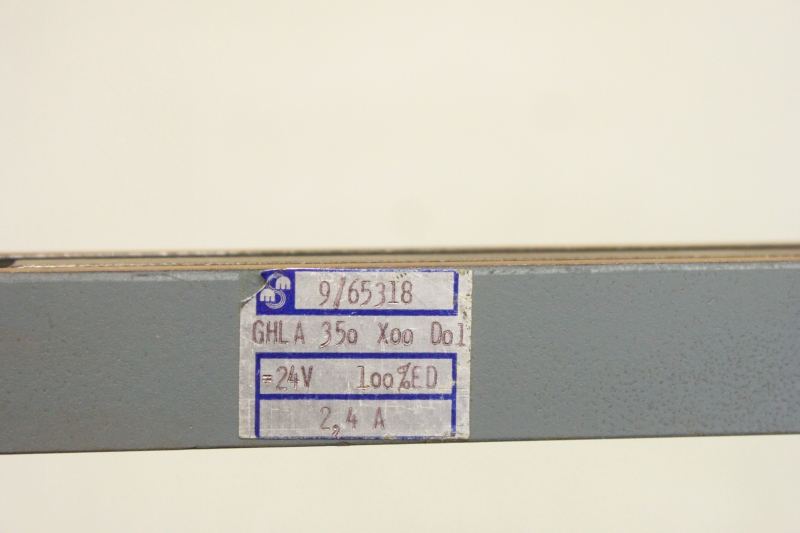 9/65318
GHLA 35o Xoo Do1
=24V 1oo%ED
2,4 A